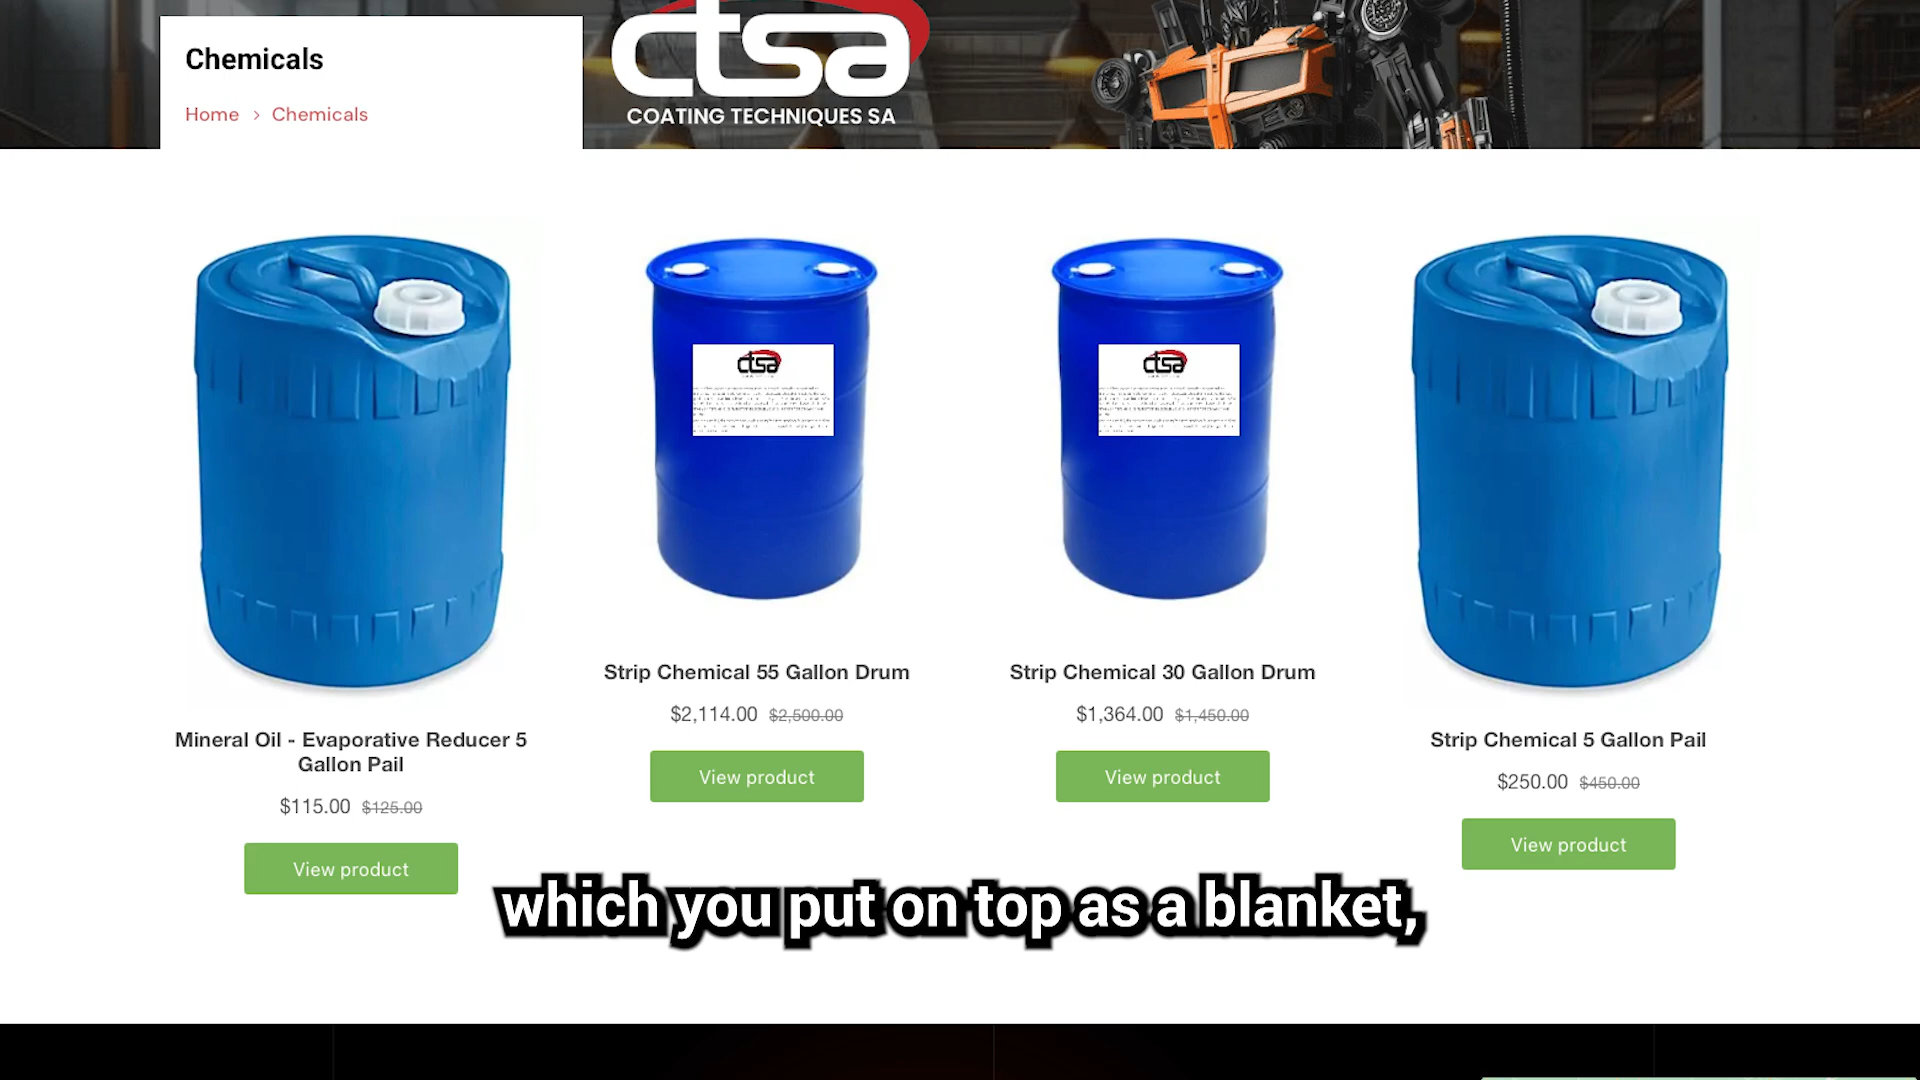 ctsa
COATING TECHNIQUES SA
Chemicals
Home > Chemicals
ctsa
ctsa
Mineral Oil - Evaporative Reducer 5
Gallon Pail
$115.00 $125.00
View product
Strip Chemical 55 Gallon Drum
$2,114.00 $2,500.00
View product
Strip Chemical 30 Gallon Drum
$1,364.00 $1,450.00
View product
Strip Chemical 5 Gallon Pail
$250.00 $450.00
View product
which you put on top as a blanket,